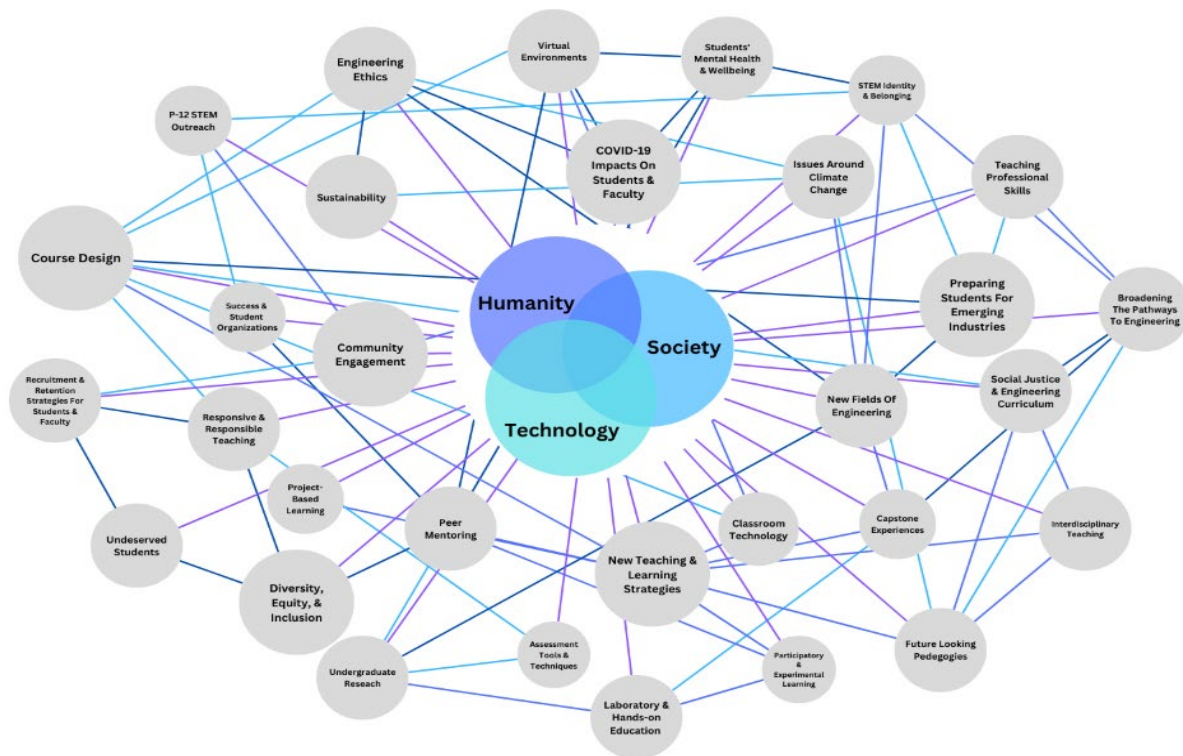 Virtual
Environments
Students'
Mental Health
& Wellbeing
Engineering
Ethics
STEM Identity
& Belonging
P-12 STEM
Outreach
COVID-19
Impacts On
Students &
Faculty
Issues Around
Climate
Change
Teaching
Professional
Skills
Sustainability
Course Design
Humanity
Society
Technology
Preparing
Students For
Emerging
Industries
Broadening
The Pathways
To Engineering
Success &
Student
Organizations
Community
Engagement
Recruitment &
Retention
Strategies For
Students &
Faculty
Responsive &
Responsible
Teaching
New Fields Of
Engineering
Social Justice
& Engineering
Curriculum
Project-
Based
Learning
Undeserved
Students
Peer
Mentoring
Classroom
Technology
Capstone
Experiences
Interdisciplinary
Teaching
New Teaching &
Learning
Strategies
Diversity,
Equity, &
Inclusion
Undergraduate
Reseach
Assessment
Tools &
Techniques
Participatory
&
Experimental
Learning
Future Looking
Pedegogies
Laboratory &
Hands-on
Education